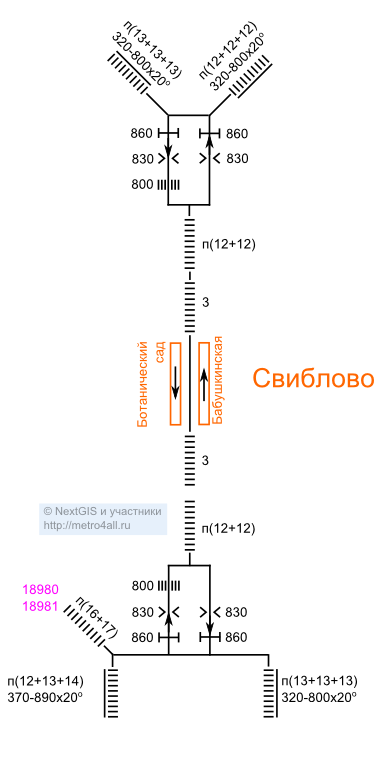 п(13+13+13)
320-800x20°
п(12+12+12)
320-800x20°
860
860
830
830
800
п(12+12)
3
Ботанический
сад
Бабушкинская
Свиблово
3
© NextGIS и участники
http://metro4all.ru
п(12+12)
800
18980
18981
п(16+17)
830
830
860
860
п(12+13+14)
370-890x20°
п(13+13+13)
320-800x20°